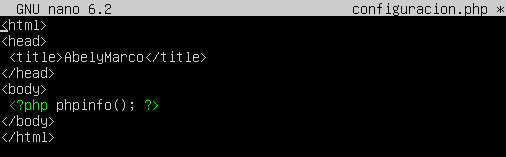 GNU nano 6.2 configuracion.php *
<html>
<head>
<title>AbelyMarco</title>
</head>
<body>
<?php phpinfo(); ?>
</body>
</html>